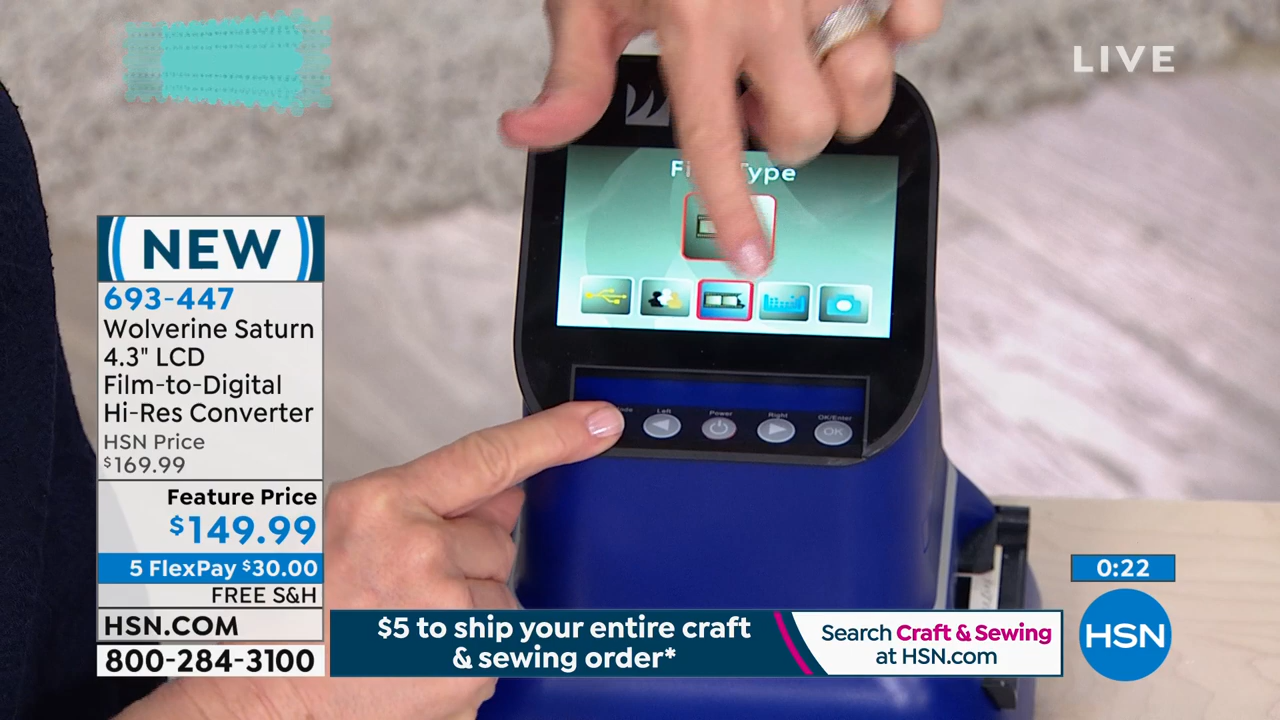 LIVE
NEW
693-447
Wolverine Saturn
4.3" LCD
Film-to-Digital
Hi-Res Converter
HSN Price
$169.99
Feature Price
$149.99
5 FlexPay $30.00
FREE S&H
HSN.COM
800-284-3100
Left
Power
Right
OK/Enter
OK
$5 to ship your entire craft
& sewing order*
Search Craft & Sewing
at HSN.com
0:22
HSN